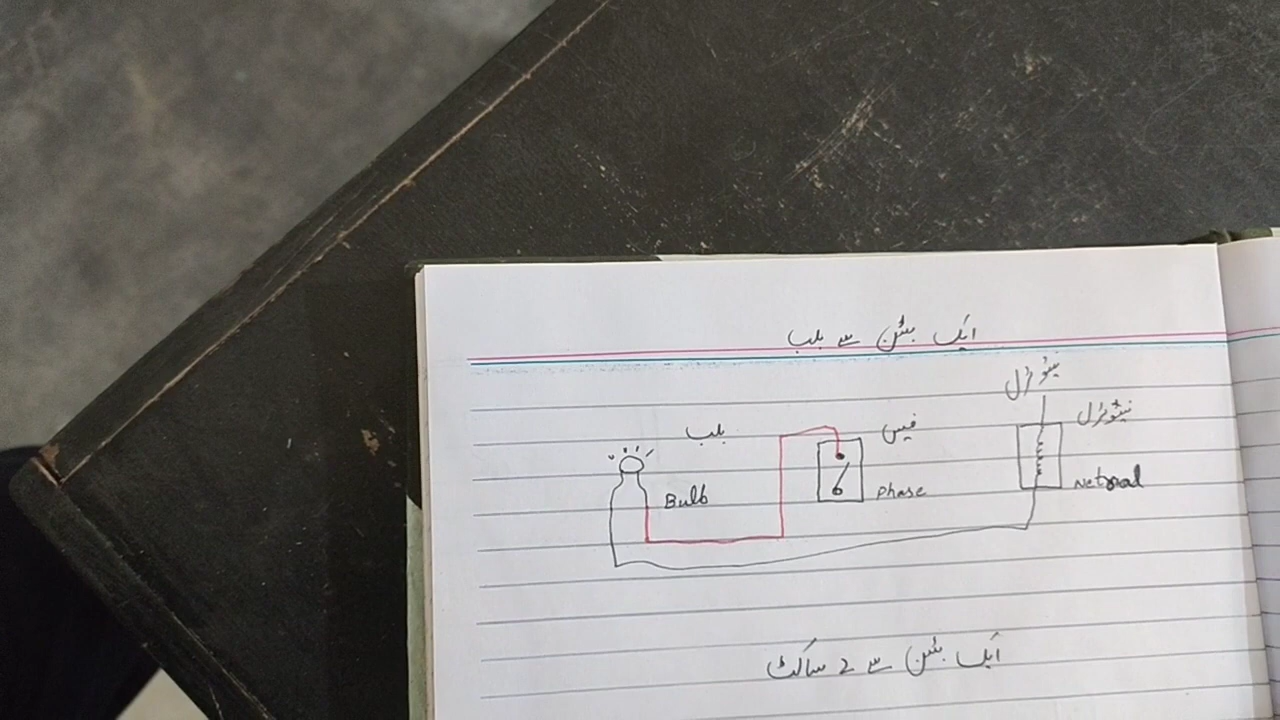 ایک بٹن سے بلب
نیوٹرل
بلب
فیس
نیوٹرل
Bulb
Phase
Netral
ایک بٹن سے 2 ساکٹ